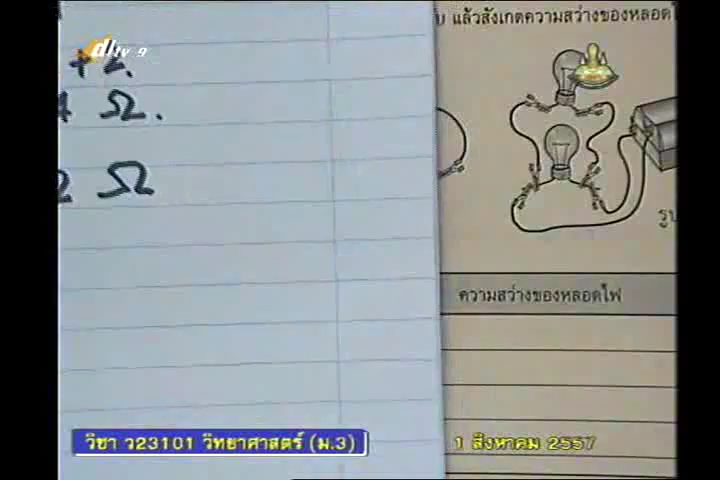 dltv 9
บ แล้วสังเกตความสว่างของหลอด
+ 2.
4 Ω.
2 Ω
รูป
ความสว่างของหลอดไฟ
วิชา ว23101 วิทยาศาสตร์ (ม.3)
1 สิงหาคม 2557